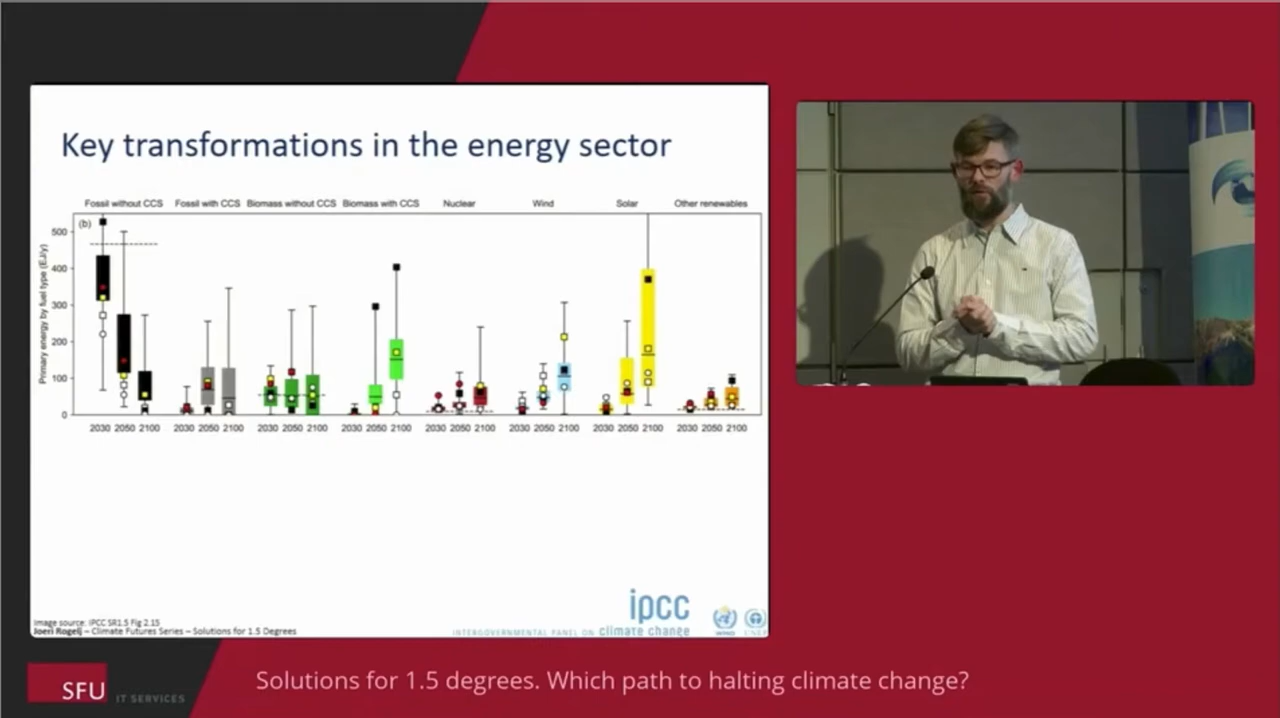 Key transformations in the energy sector
Fossil without CCS Fossil with CCS Biomass without CCS Biomass with CCS Nuclear Wind Solar Other renewables
(b)
Primary energy by fuel type (EJ/y)
500
400
300
200
100
0
2030 2050 2100 2030 2050 2100 2030 2050 2100 2030 2050 2100 2030 2050 2100 2030 2050 2100 2030 2050 2100 2030 2050 2100
ipcc
INTERGOVERNMENTAL PANEL ON climate change
WMO UNEP
Image source: IPCC SR1.5 Fig 2.15
Joeri Rogelj – Climate Futures Series – Solutions for 1.5 Degrees
SFU IT SERVICES
Solutions for 1.5 degrees. Which path to halting climate change?